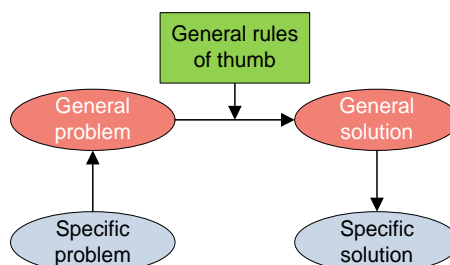 General rules
of thumb
General
problem
General
solution
Specific
problem
Specific
solution